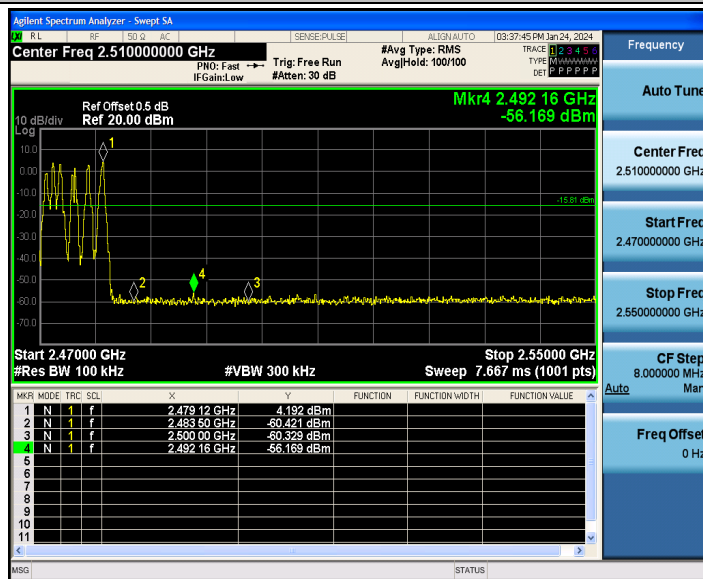 Agilent Spectrum Analyzer - Swept SA
RL RF 50 Ω AC SENSE:PULSE ALIGNAUTO 03:37:45 PM Jan 24, 2024
Center Freq 2.510000000 GHz
PNO: Fast
IFGain:Low
Trig: Free Run
#Atten: 30 dB
#Avg Type: RMS
Avg|Hold: 100/100
TRACE 1 2 3 4 5 6
TYPE M W W W W W
DET P P P P P P
Ref Offset 0.5 dB
10 dB/div Ref 20.00 dBm
Log
Mkr4 2.492 16 GHz
-56.169 dBm
10.0
0.00
-10.0
-20.0
-30.0
-40.0
-50.0
-60.0
-70.0
1
2
4
3
-15.81 dBm
Start 2.47000 GHz Stop 2.55000 GHz
#Res BW 100 kHz #VBW 300 kHz Sweep 7.667 ms (1001 pts)
MKR MODE TRC SCL X Y FUNCTION FUNCTION WIDTH FUNCTION VALUE
1 N 1 f 2.479 12 GHz 4.192 dBm
2 N 1 f 2.483 50 GHz -60.421 dBm
3 N 1 f 2.500 00 GHz -60.329 dBm
4 N 1 f 2.492 16 GHz -56.169 dBm
5
6
7
8
9
10
11
MSG STATUS
Frequency
Auto Tune
Center Freq
2.510000000 GHz
Start Freq
2.470000000 GHz
Stop Freq
2.550000000 GHz
CF Step
8.000000 MHz
Auto Man
Freq Offset
0 Hz